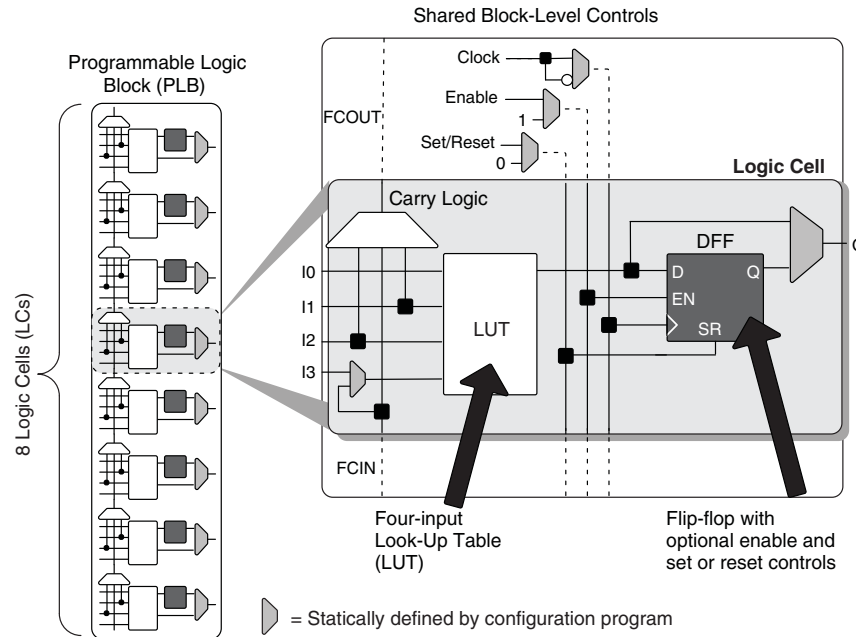 Shared Block-Level Controls
Programmable Logic
Block (PLB)
8 Logic Cells (LCs)
Clock
Enable
1
FCOUT
Set/Reset
0
Logic Cell
Carry Logic
DFF
I0
I1
I2
I3
LUT
D
Q
EN
SR
FCIN
Four-input
Look-Up Table
(LUT)
Flip-flop with
optional enable and
set or reset controls
= Statically defined by configuration program